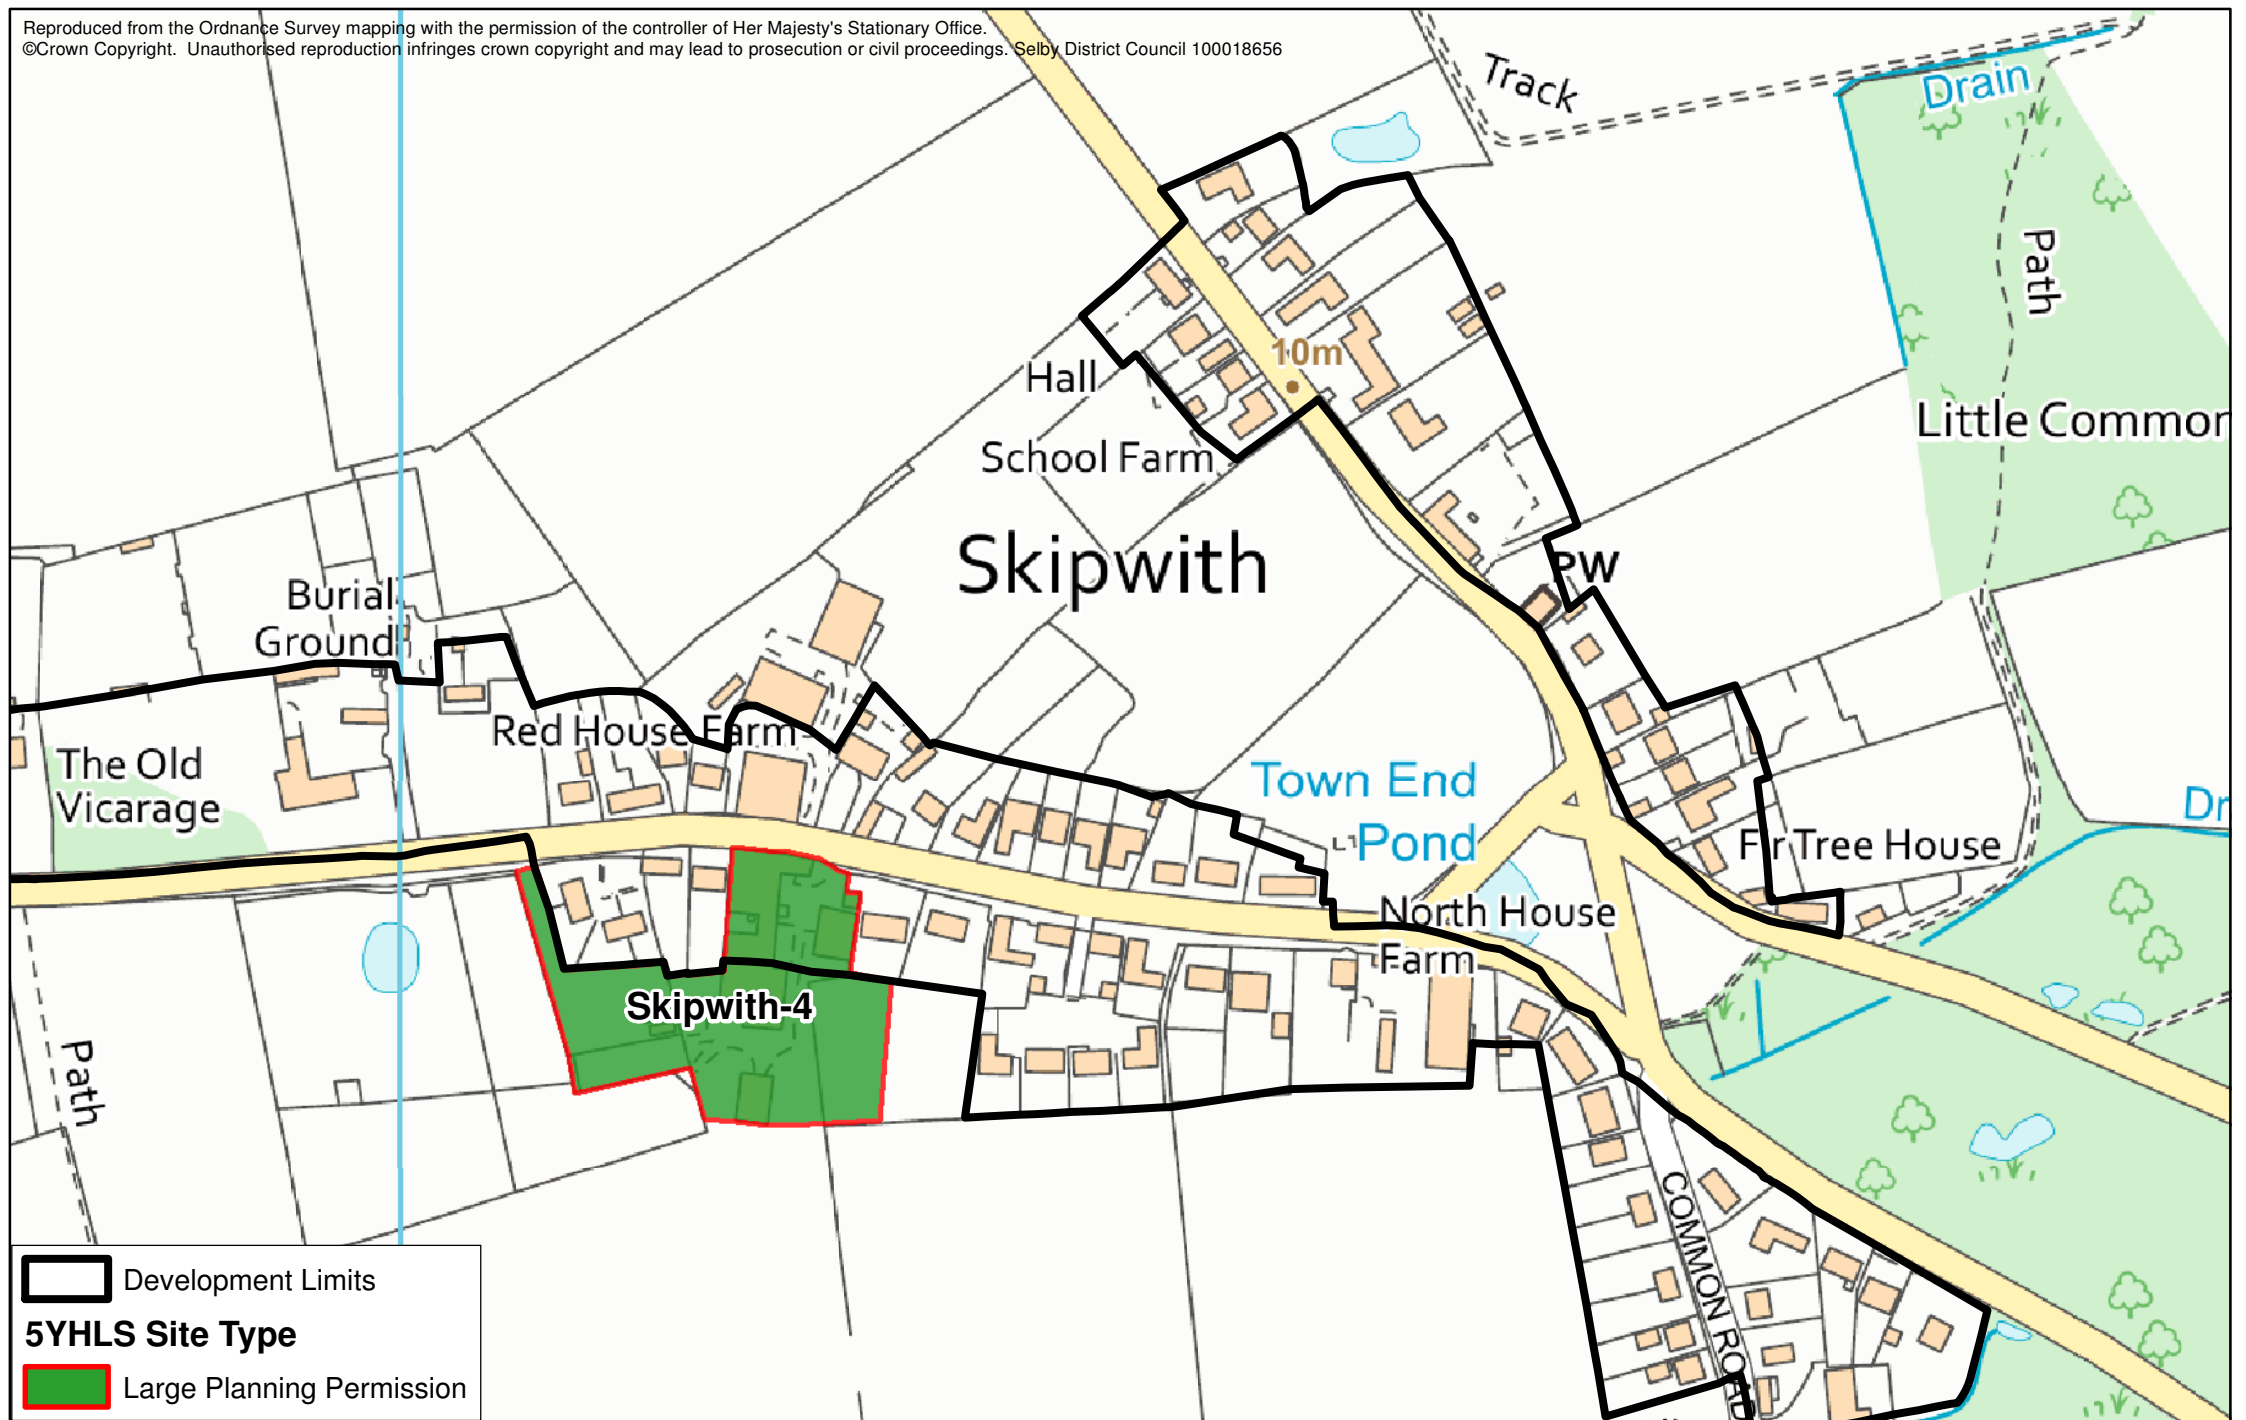 Reproduced from the Ordnance Survey mapping with the permission of the controller of Her Majesty's Stationary Office.
©Crown Copyright. Unauthorised reproduction infringes crown copyright and may lead to prosecution or civil proceedings. Selby District Council 100018656
Track
Drain
Path
10m
Hall
Little Common
School Farm
Skipwith
PW
Burial
Ground
Red House Farm
The Old
Vicarage
Town End
Pond
Dr
Fir Tree House
North House
Farm
Skipwith-4
Path
COMMON ROAD
Development Limits
5YHLS Site Type
Large Planning Permission